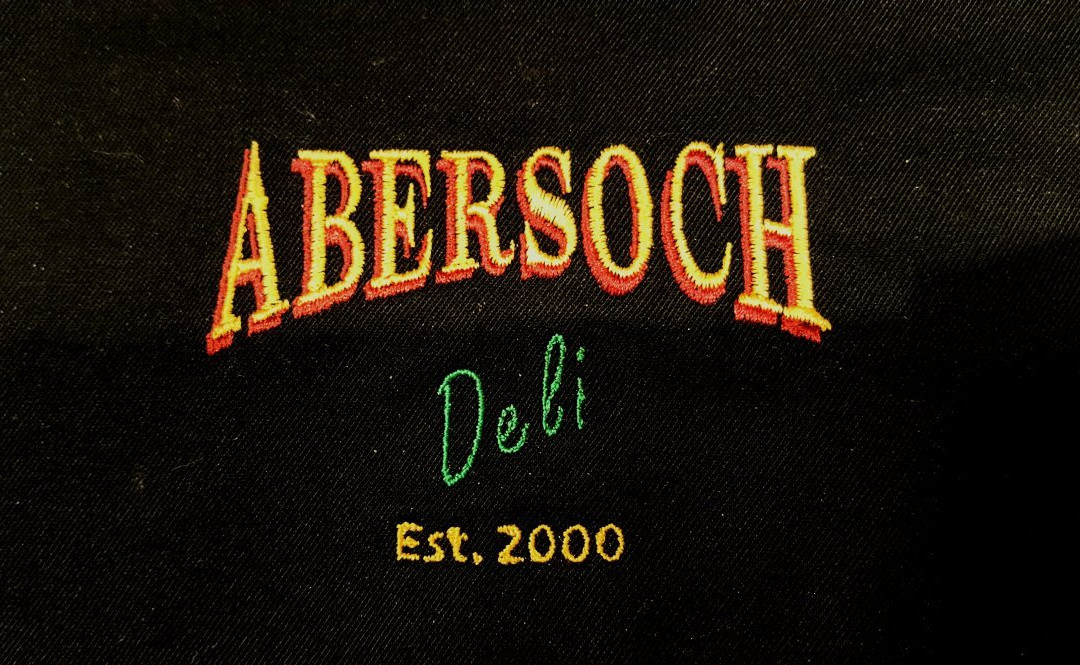 ABERSOCH
Deli
Est. 2000